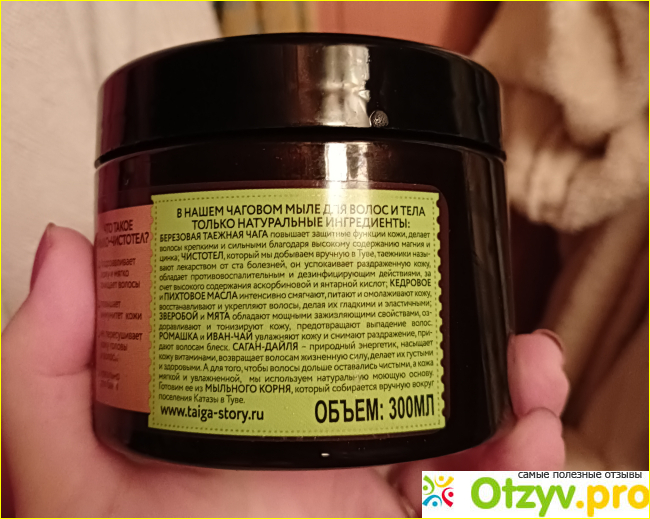 ЧТО ТАКОЕ
ЧИСТОТЕЛ?
В НАШЕМ ЧАГОВОМ МЫЛЕ ДЛЯ ВОЛОС И ТЕЛА
ТОЛЬКО НАТУРАЛЬНЫЕ ИНГРЕДИЕНТЫ:
БЕРЕЗОВАЯ ТАЕЖНАЯ ЧАГА повышает защитные функции кожи, делает
волосы крепкими и сильными благодаря высокому содержанию магния и
цинка; ЧИСТОТЕЛ, который мы добываем вручную в Туве, таежники назы-
вают лекарством от ста болезней, он успокаивает раздраженную кожу,
обладает противовоспалительным и дезинфицирующим действиями, за
счет высокого содержания аскорбиновой и янтарной кислот; КЕДРОВОЕ
и ПИХТОВОЕ МАСЛА интенсивно смягчают, питают и омолаживают кожу,
восстанавливают и укрепляют волосы, делая их гладкими и эластичными;
ЗВЕРОБОЙ и МЯТА обладают мощными заживляющими свойствами, оз-
доравливают и тонизируют кожу, предотвращают выпадение волос.
РОМАШКА и ИВАН-ЧАЙ увлажняют кожу и снимают раздражение, при-
дают волосам блеск. САГАН-ДАЙЛЯ – природный энергетик, насыщает
кожу витаминами, возвращает волосам жизненную силу, делает их густыми
и здоровыми. А для того, чтобы волосы дольше оставались чистыми, а кожа
мягкой и увлажненной, мы используем натуральную моющую основу
Готовим ее из МЫЛЬНОГО КОРНЯ, который собирается вручную вокруг
поселения Катазы в Туве.
www.taiga-story.ru
ОБЪЕМ: 300МЛ
самые полезные отзывы
Otzyv.pro